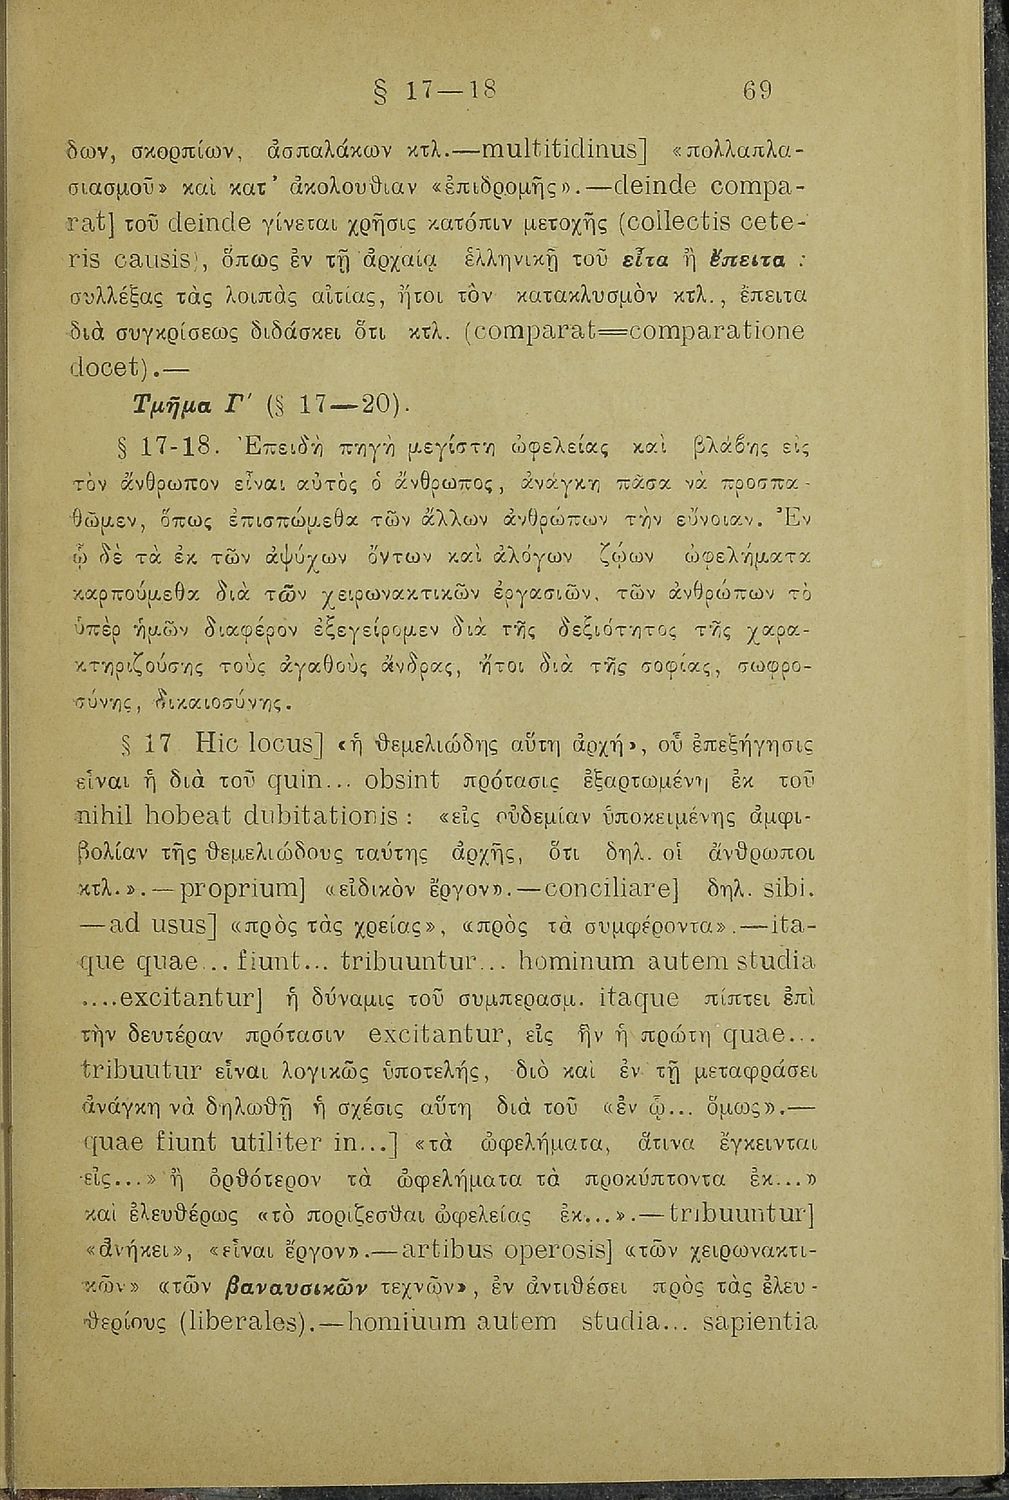 § 17—18 69
δων, σκορπίων, ἀσπαλάκων κτλ.—multitidinus] «πολλαπλα-
σιασμοῦ» καὶ κατ’ ἀκολουθιαν «ἐπιδρομῆς».—deinde compa-
rat] τοῦ deinde γίνεται χρῆσις κατόπιν μετοχῆς (collectis cete-
ris causis), ὅπως ἐν τῇ ἀρχαίᾳ ἑλληνικῇ τοῦ εἶτα ἢ ἔπειτα :
συλλέξας τὰς λοιπὰς αἰτίας, ἤτοι τὸν κατακλυσμὸν κτλ., ἔπειτα
διὰ συγκρίσεως διδάσκει ὅτι κτλ. (comparat=comparatione
docet).—
Τμῆμα Γ' (§ 17—20).
§ 17-18. Ἐπειδὴ πηγὴ μεγίστη ὠφελείας καὶ βλάβης εἰς
τὸν ἄνθρωπον εἶναι αὐτὸς ὁ ἄνθρωπος, ἀνάγκη πᾶσα νὰ προσπα-
θῶμεν, ὅπως ἐπισπώμεθα τῶν ἄλλων ἀνθρώπων τὴν εὔνοιαν. Ἐν
ᾧ δὲ τὰ ἐκ τῶν ἀψύχων ὄντων καὶ ἀλόγων ζῴων ὠφελήματα
καρπούμεθα διὰ τῶν χειρωνακτικῶν ἐργασιῶν, τῶν ἀνθρώπων τὸ
ὑπὲρ ἡμῶν διαφέρον ἐξεγείρομεν διὰ τῆς δεξιότητος τῆς χαρα-
κτηριζούσης τοὺς ἀγαθοὺς ἄνδρας, ἤτοι διὰ τῆς σοφίας, σωφρο-
σύνης, δικαιοσύνης.
§ 17 Hic locus] «ἡ θεμελιώδης αὕτη ἀρχή», οὗ ἐπεξήγησις
εἶναι ἡ διὰ τοῦ quin... obsint πρότασις ἐξαρτωμένη ἐκ τοῦ
nihil hobeat dubitationis : «εἰς οὐδεμίαν ὑποκειμένης ἀμφι-
βολίαν τῆς θεμελιώδους ταύτης ἀρχῆς, ὅτι δηλ. οἱ ἄνθρωποι
κτλ.».—proprium] «εἰδικὸν ἔργον».—conciliare] δηλ. sibi.
—ad usus] «πρὸς τὰς χρείας», «πρὸς τὰ συμφέροντα».—ita-
que quae... fiunt... tribuuntur... hominum autem studia
....excitantur] ἡ δύναμις τοῦ συμπερασμ. itaque πίπτει ἐπὶ
τὴν δευτέραν πρότασιν excitantur, εἰς ἣν ἡ πρώτη quae...
tribuutur εἶναι λογικῶς ὑποτελής, διὸ καὶ ἐν τῇ μεταφράσει
ἀνάγκη νὰ δηλωθῇ ἡ σχέσις αὕτη διὰ τοῦ «ἐν ᾧ... ὅμως».—
quae fiunt utiliter in...] «τὰ ὠφελήματα, ἅτινα ἔγκεινται
εἰς...» ἢ ὀρθότερον τὰ ὠφελήματα τὰ προκύπτοντα ἐκ...»
καὶ ἐλευθέρως «τὸ πορίζεσθαι ὠφελείας ἐκ...».—tribuuntur]
«ἀνήκει», «εἶναι ἔργον».—artibus operosis] «τῶν χειρωνακτι-
κῶν» «τῶν βαναυσικῶν τεχνῶν», ἐν ἀντιθέσει πρὸς τὰς ἐλευ-
θερίους (liberales).—homiuum autem studia... sapientia